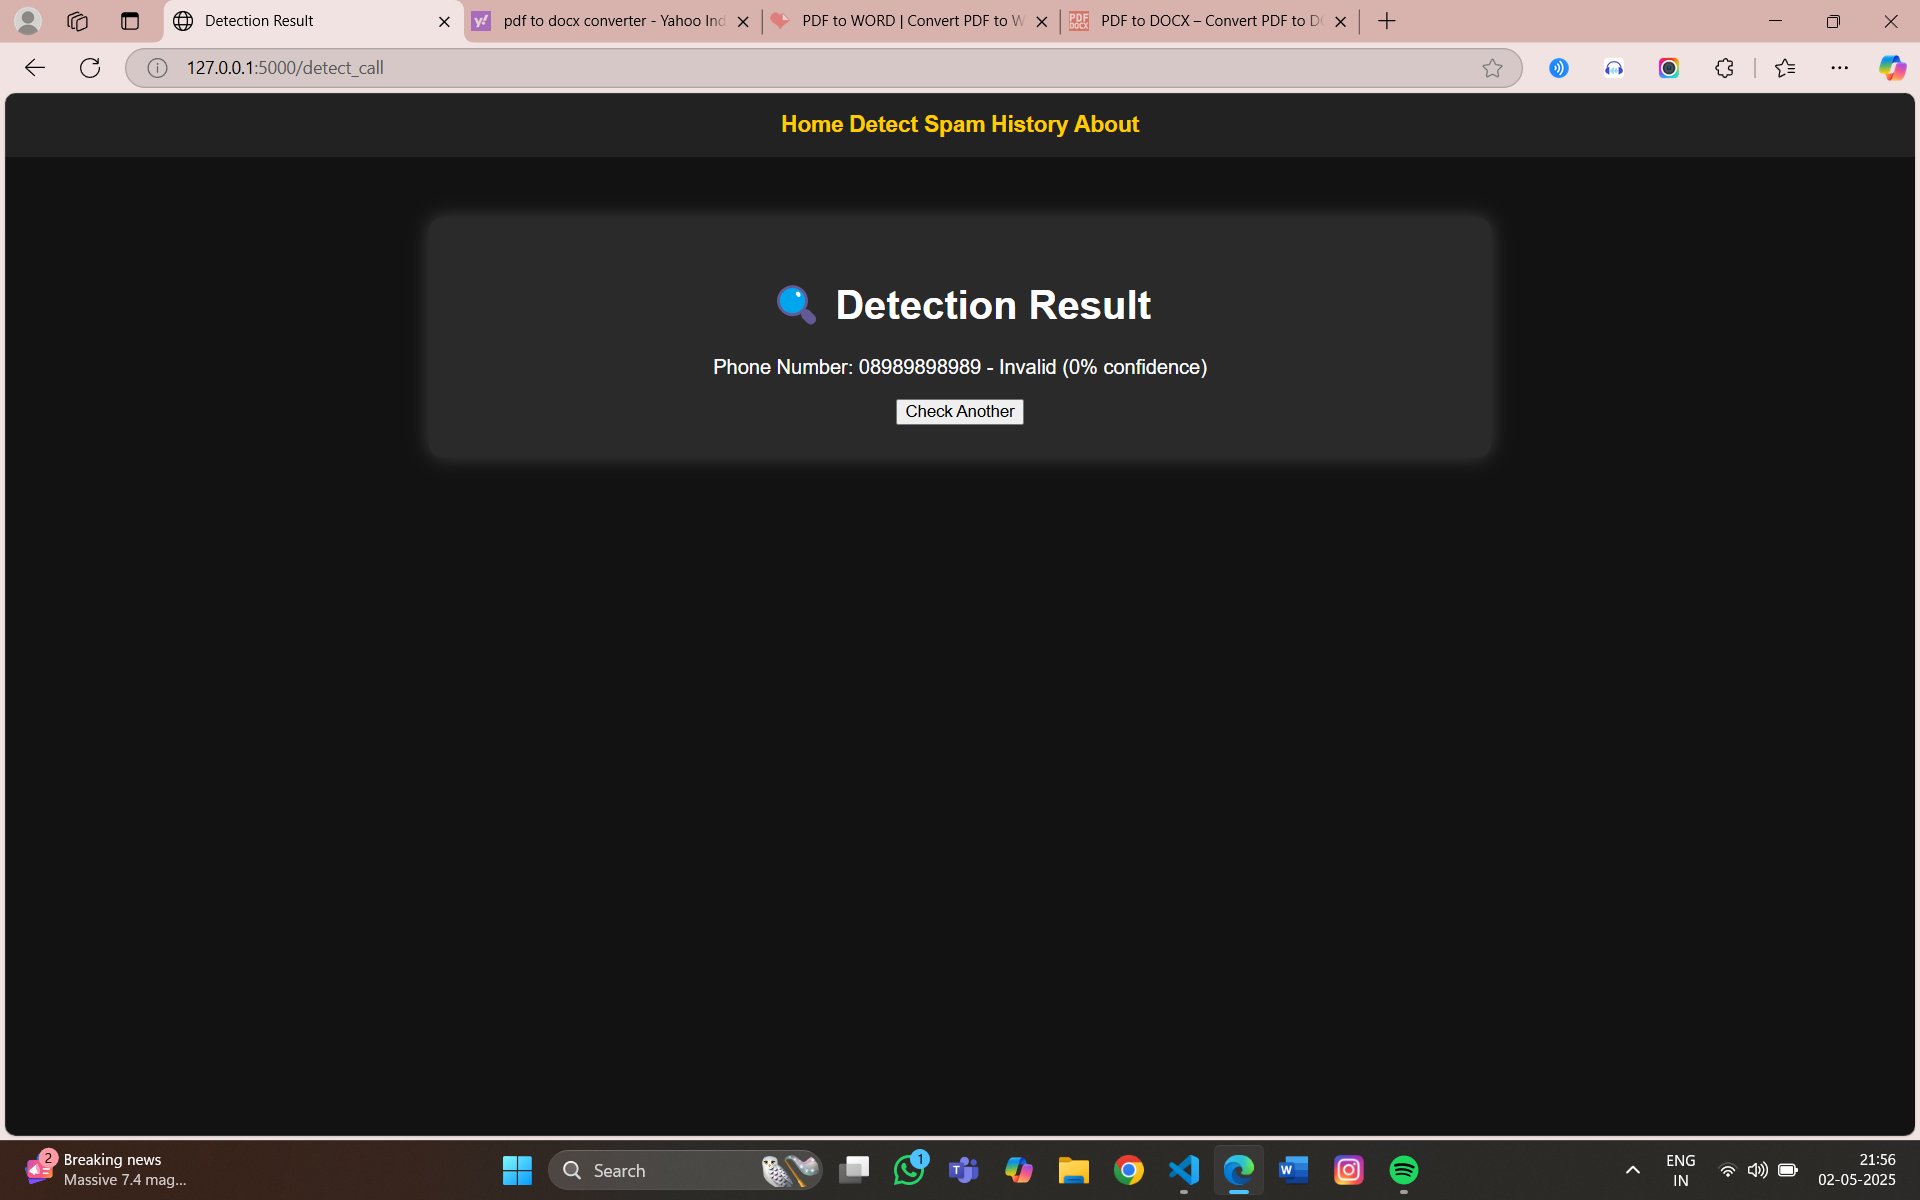 Detection Result
pdf to docx converter - Yahoo Ind
PDF to WORD | Convert PDF to W
PDF to DOCX – Convert PDF to D
127.0.0.1:5000/detect_call
Home Detect Spam History About
Detection Result
Phone Number: 08989898989 - Invalid (0% confidence)
Check Another
2
Breaking news
Massive 7.4 mag...
Search
1
ENG
IN
21:56
02-05-2025